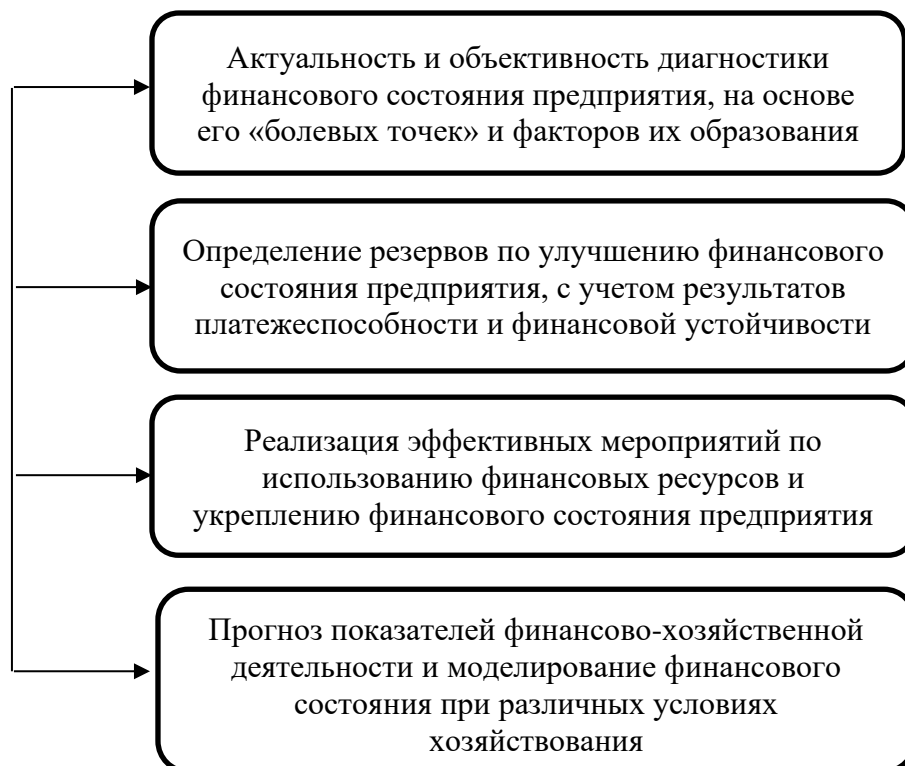 Актуальность и объективность диагностики
финансового состояния предприятия, на основе
его «болевых точек» и факторов их образования
Определение резервов по улучшению финансового
состояния предприятия, с учетом результатов
платежеспособности и финансовой устойчивости
Реализация эффективных мероприятий по
использованию финансовых ресурсов и
укреплению финансового состояния предприятия
Прогноз показателей финансово-хозяйственной
деятельности и моделирование финансового
состояния при различных условиях
хозяйствования